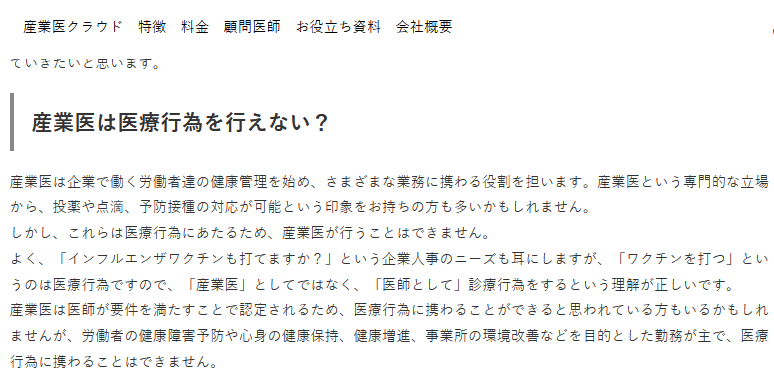 産業医クラウド 特徴 料金 顧問医師 お役立ち資料 会社概要
ていきたいと思います。
産業医は医療行為を行えない？
産業医は企業で働く労働者達の健康管理を始め、さまざまな業務に携わる役割を担います。産業医という専門的な立場
から、投薬や点滴、予防接種の対応が可能という印象をお持ちの方も多いかもしれません。
しかし、これらは医療行為にあたるため、産業医が行うことはできません。
よく、「インフルエンザワクチンも打てますか？」という企業人事のニーズも耳にしますが、「ワクチンを打つ」とい
うのは医療行為ですので、「産業医」としてではなく、「医師として」診療行為をするという理解が正しいです。
産業医は医師が要件を満たすことで認定されるため、医療行為に携わることができると思われている方もいるかもしれ
ませんが、労働者の健康障害予防や心身の健康保持、健康増進、事業所の環境改善などを目的とした勤務が主で、医療
行為に携わることはできません。